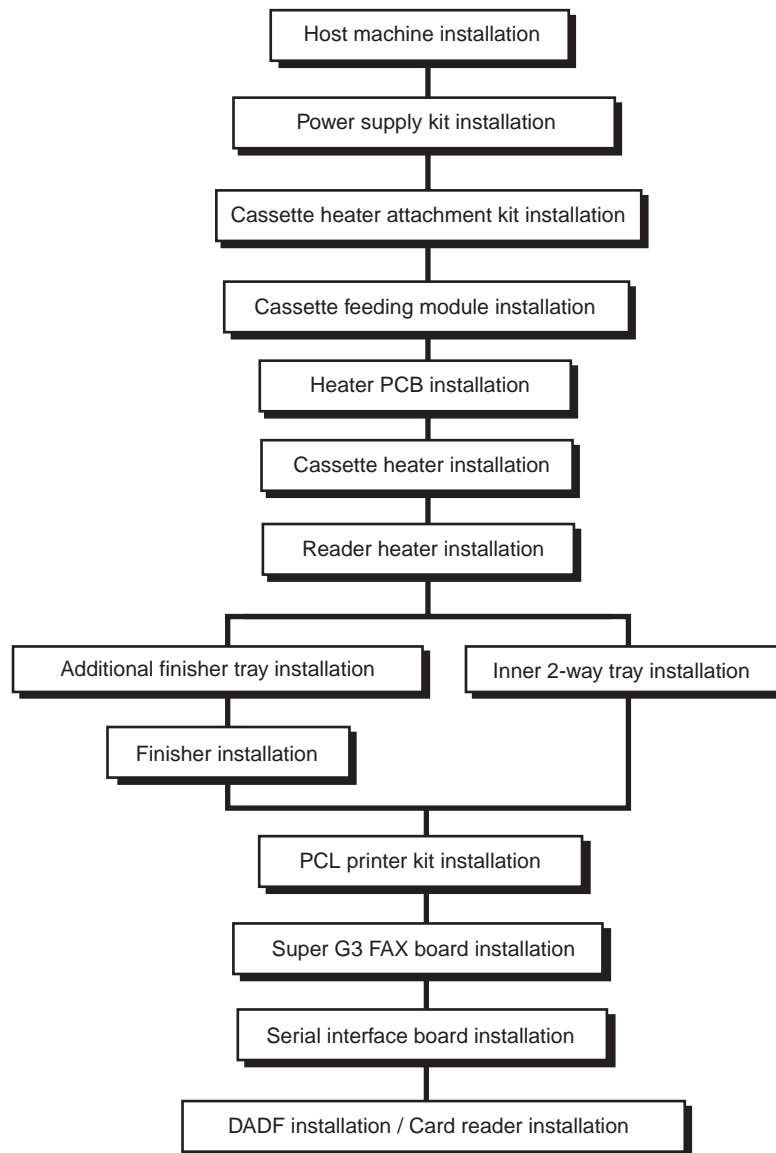 Host machine installation
Power supply kit installation
Cassette heater attachment kit installation
Cassette feeding module installation
Heater PCB installation
Cassette heater installation
Reader heater installation
Additional finisher tray installation
Inner 2-way tray installation
Finisher installation
PCL printer kit installation
Super G3 FAX board installation
Serial interface board installation
DADF installation / Card reader installation